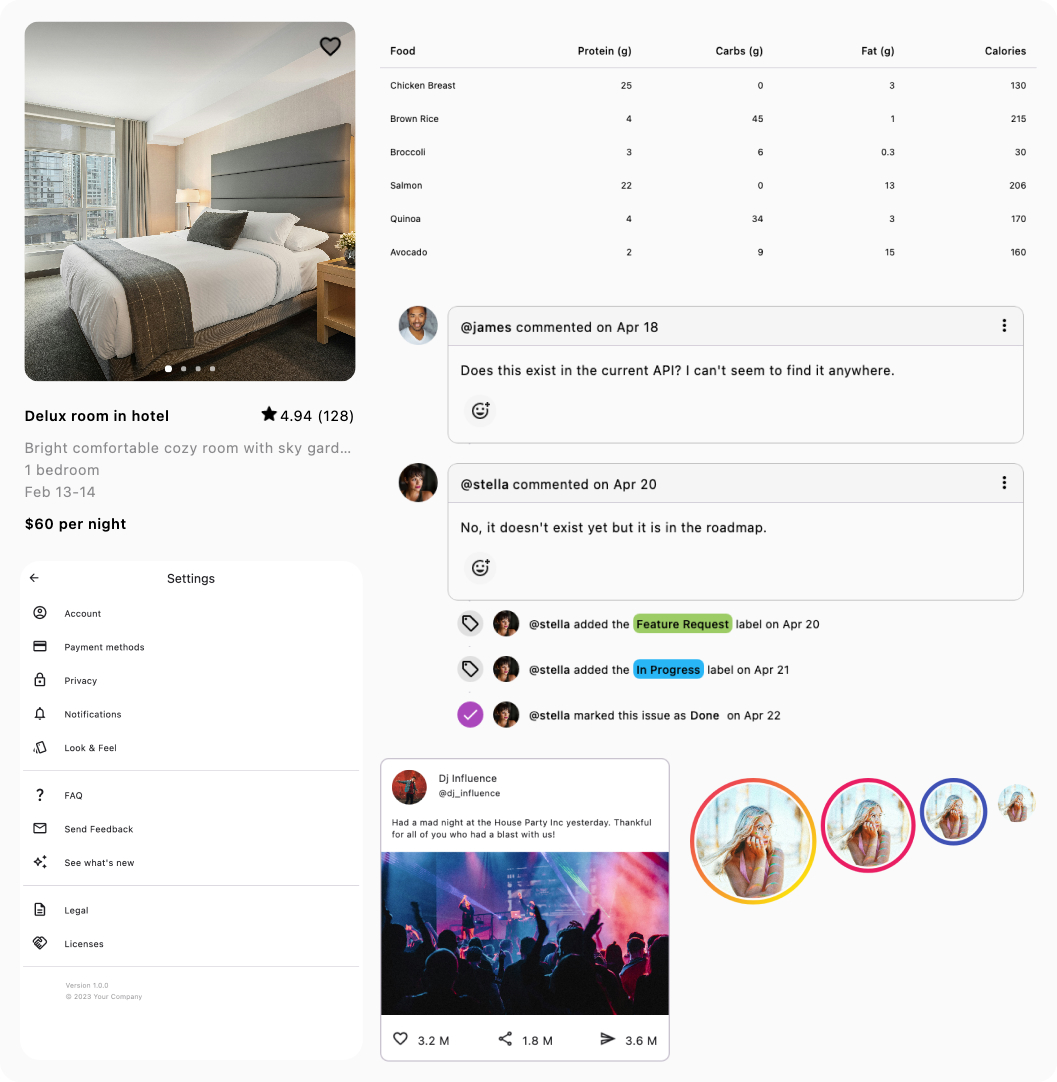 Delux room in hotel
4.94 (128)
Bright comfortable cozy room with sky gard...
1 bedroom
Feb 13-14
$60 per night
Settings
Account
Payment methods
Privacy
Notifications
Look & Feel
FAQ
Send Feedback
See what's new
Legal
Licenses
Version 1.0.0
© 2023 Your Company
Food Protein (g) Carbs (g) Fat (g) Calories
Chicken Breast 25 0 3 130
Brown Rice 4 45 1 215
Broccoli 3 6 0.3 30
Salmon 22 0 13 206
Quinoa 4 34 3 170
Avocado 2 9 15 160
@james commented on Apr 18
Does this exist in the current API? I can't seem to find it anywhere.
@stella commented on Apr 20
No, it doesn't exist yet but it is in the roadmap.
@stella added the Feature Request label on Apr 20
@stella added the In Progress label on Apr 21
@stella marked this issue as Done on Apr 22
Dj Influence
@dj_influence
Had a mad night at the House Party Inc yesterday. Thankful
for all of you who had a blast with us!
3.2 M 1.8 M 3.6 M